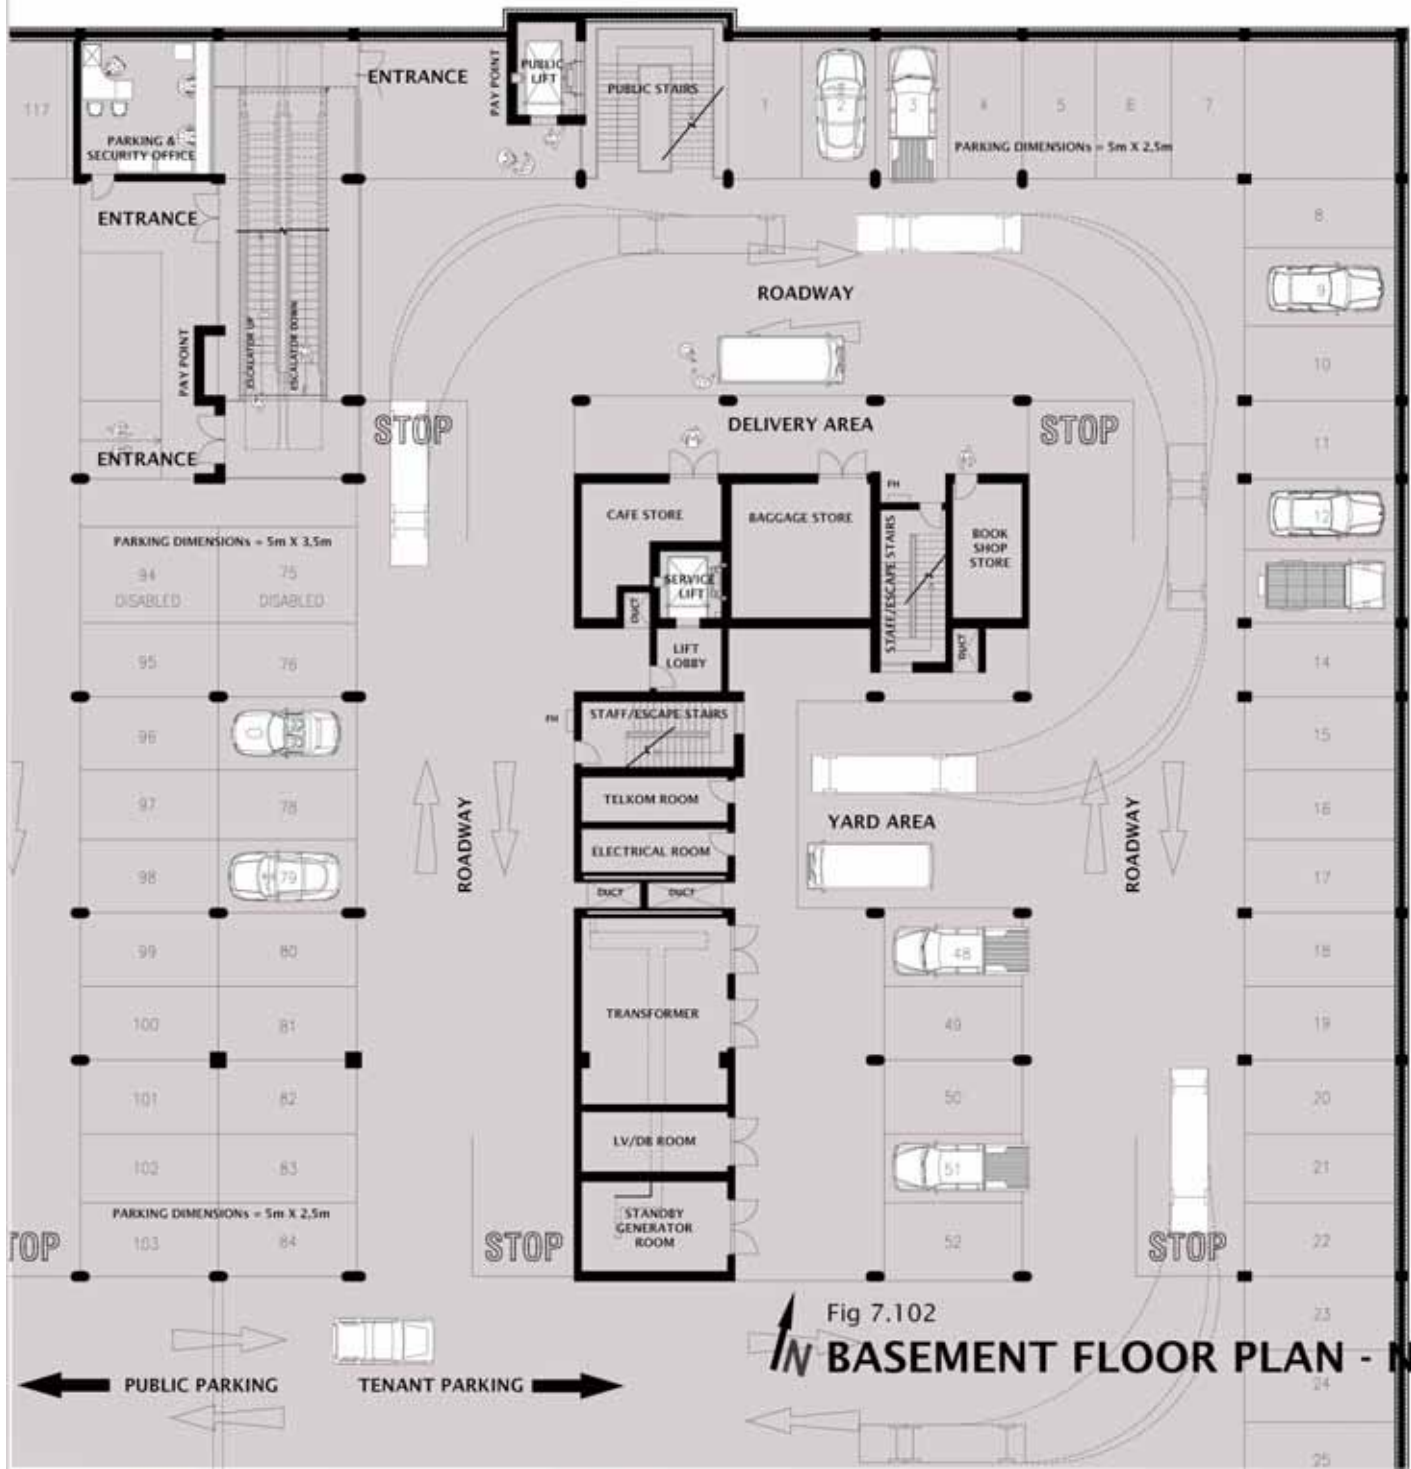 ENTRANCE
PAY POINT
PUBLIC
LIFT
PUBLIC STAIRS
117
1
2
3
4
5
6
7
PARKING &
SECURITY OFFICE
PARKING DIMENSIONs = 5m X 2,5m
ENTRANCE
8
ROADWAY
9
ESCALATOR UP
ESCALATOR DOWN
PAY POINT
10
STOP
DELIVERY AREA
STOP
11
ENTRANCE
FH
CAFE STORE
BAGGAGE STORE
STAFF/ESCAPE STAIRS
BOOK
SHOP
STORE
12
PARKING DIMENSIONs = 5m X 3,5m
94
DISABLED
75
DISABLED
SERVICE
LIFT
DUCT
LIFT
LOBBY
DUCT
95
76
14
FH
STAFF/ESCAPE STAIRS
96
15
97
78
ROADWAY
TELKOM ROOM
YARD AREA
ROADWAY
16
ELECTRICAL ROOM
98
79
17
DUCT
DUCT
99
80
48
18
100
81
TRANSFORMER
49
19
101
82
50
20
LV/DB ROOM
102
83
51
21
PARKING DIMENSIONs = 5m X 2,5m
103
84
STANDBY
GENERATOR
ROOM
52
22
TOP
STOP
STOP
Fig 7.102
23
N BASEMENT FLOOR PLAN - N
24
PUBLIC PARKING
TENANT PARKING
25